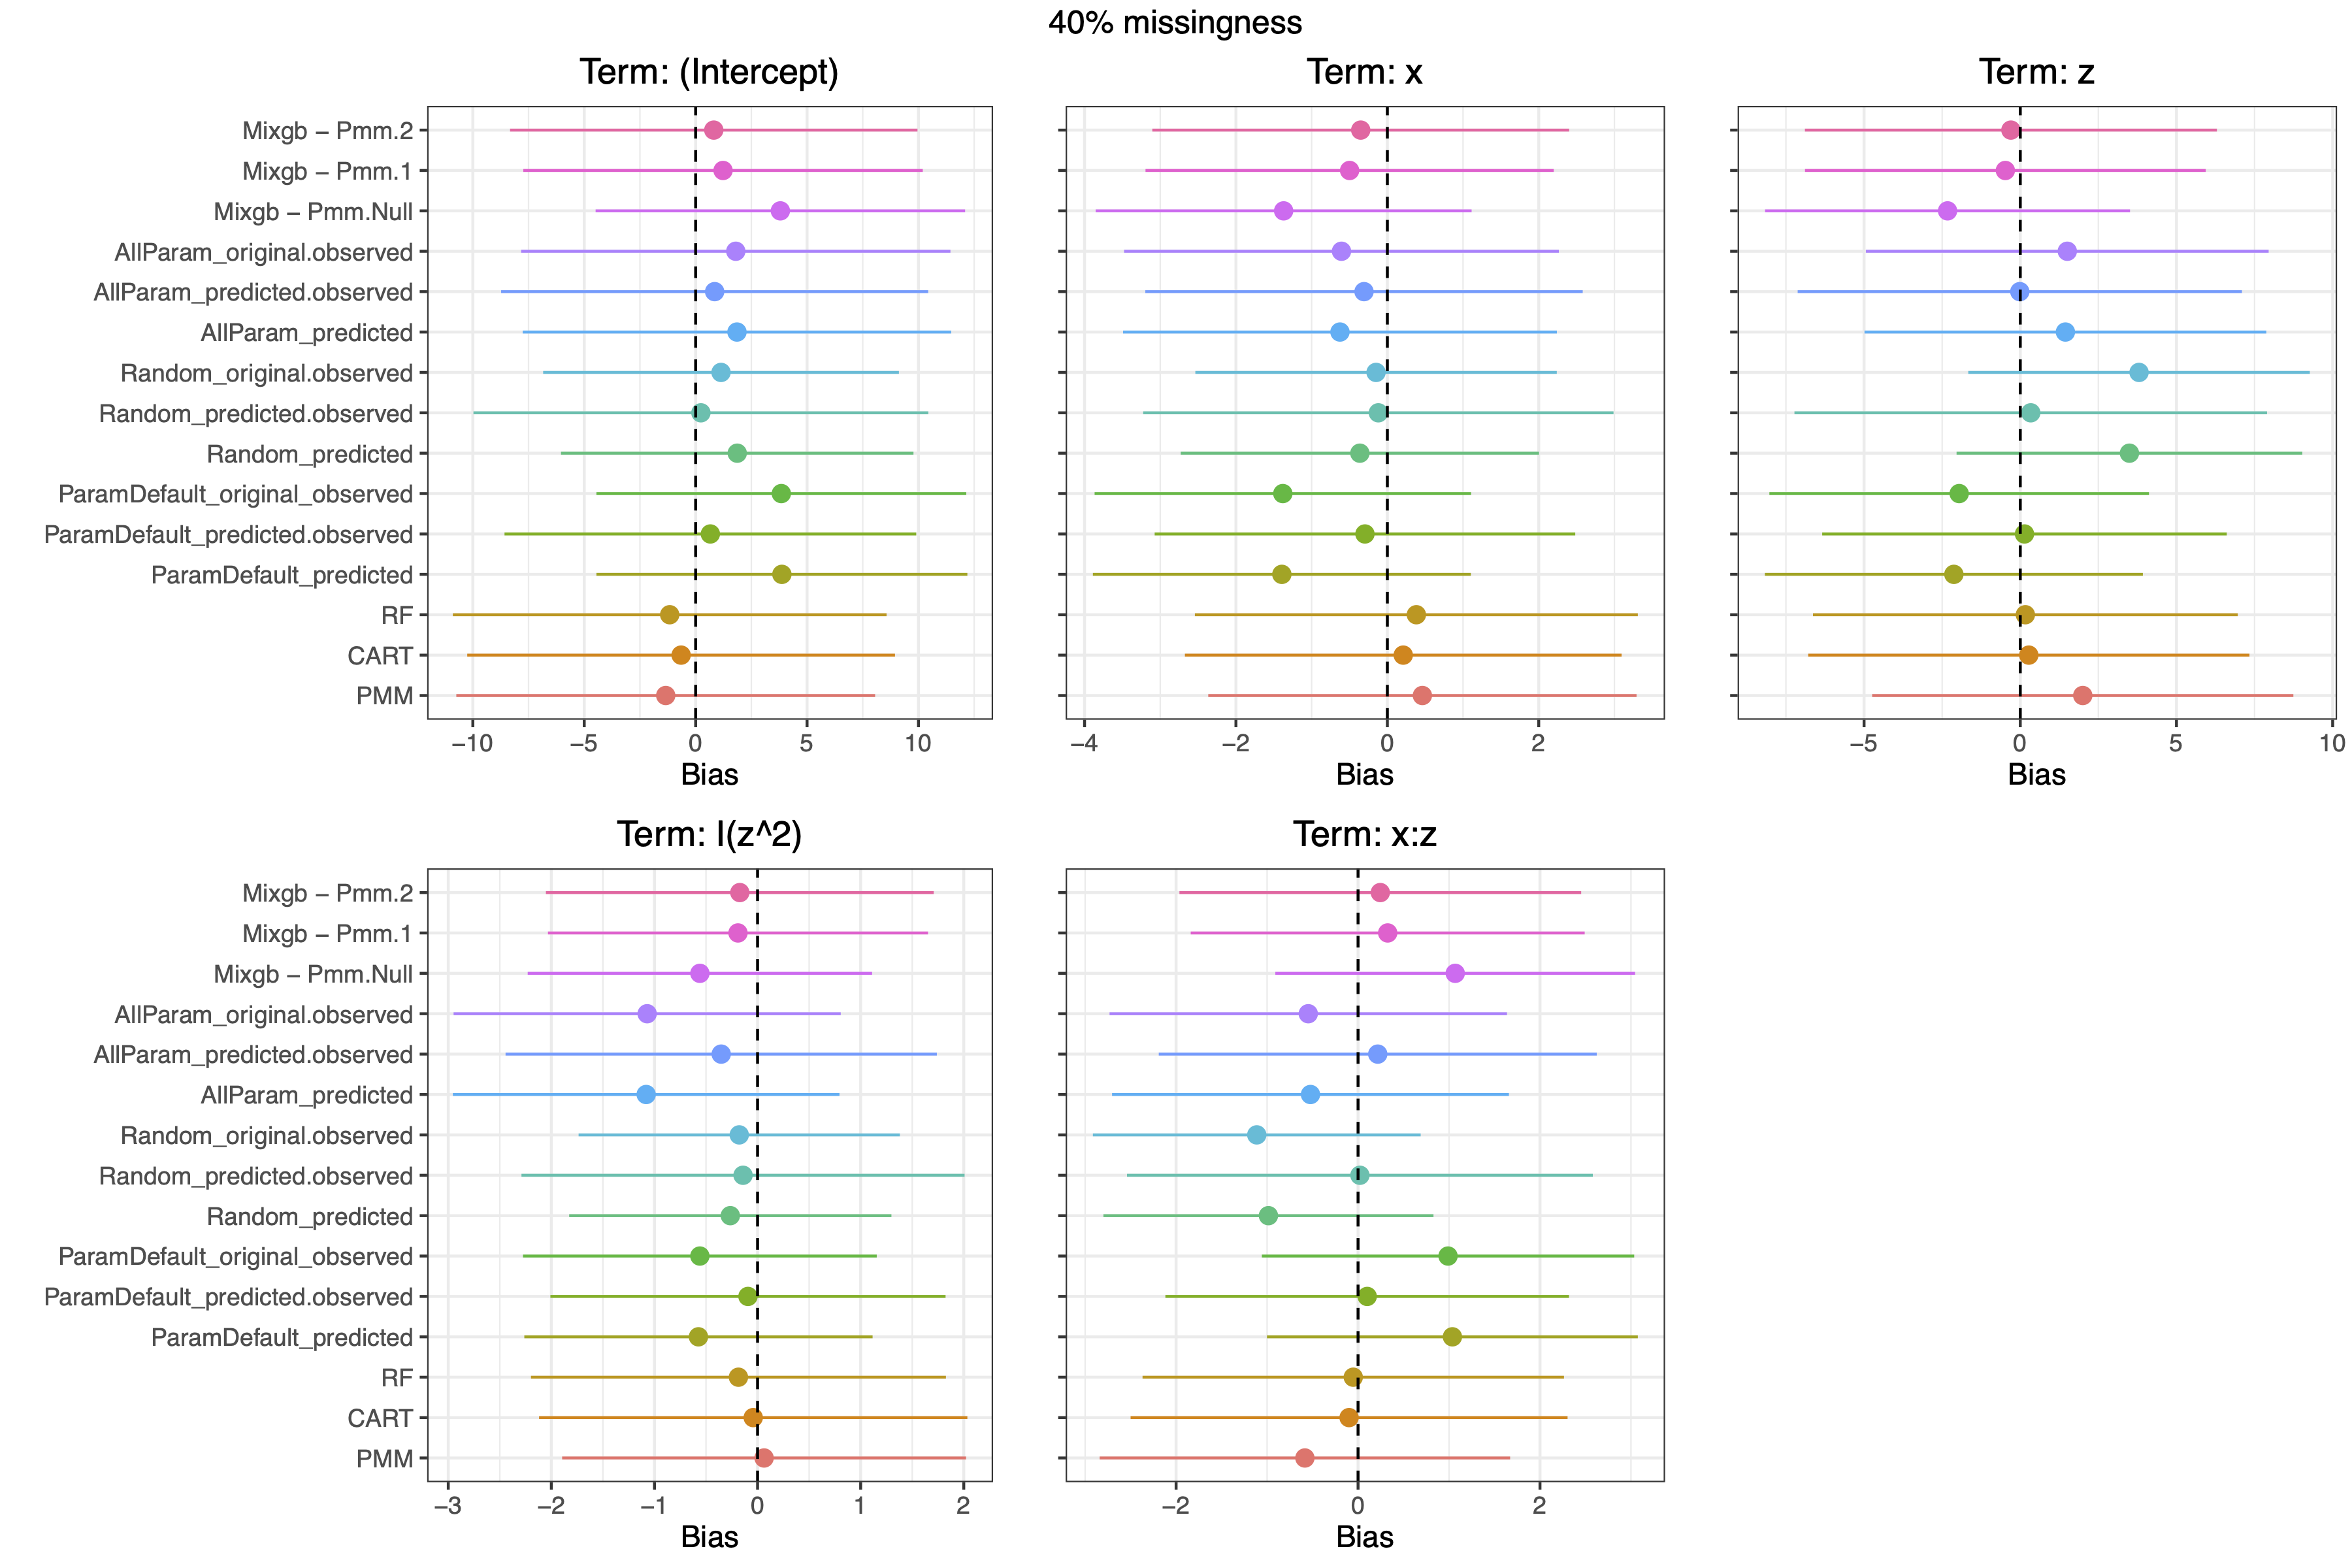 40% missingness
Term: (Intercept)
Term: x
Term: z
Mixgb – Pmm.2
Mixgb – Pmm.1
Mixgb – Pmm.Null
AllParam_original.observed
AllParam_predicted.observed
AllParam_predicted
Random_original.observed
Random_predicted.observed
Random_predicted
ParamDefault_original_observed
ParamDefault_predicted.observed
ParamDefault_predicted
RF
CART
PMM
−10 −5 0 5 10
−4 −2 0 2
−5 0 5 10
Bias
Bias
Bias
Term: I(z^2)
Term: x:z
Mixgb – Pmm.2
Mixgb – Pmm.1
Mixgb – Pmm.Null
AllParam_original.observed
AllParam_predicted.observed
AllParam_predicted
Random_original.observed
Random_predicted.observed
Random_predicted
ParamDefault_original_observed
ParamDefault_predicted.observed
ParamDefault_predicted
RF
CART
PMM
−3 −2 −1 0 1 2
−2 0 2
Bias
Bias